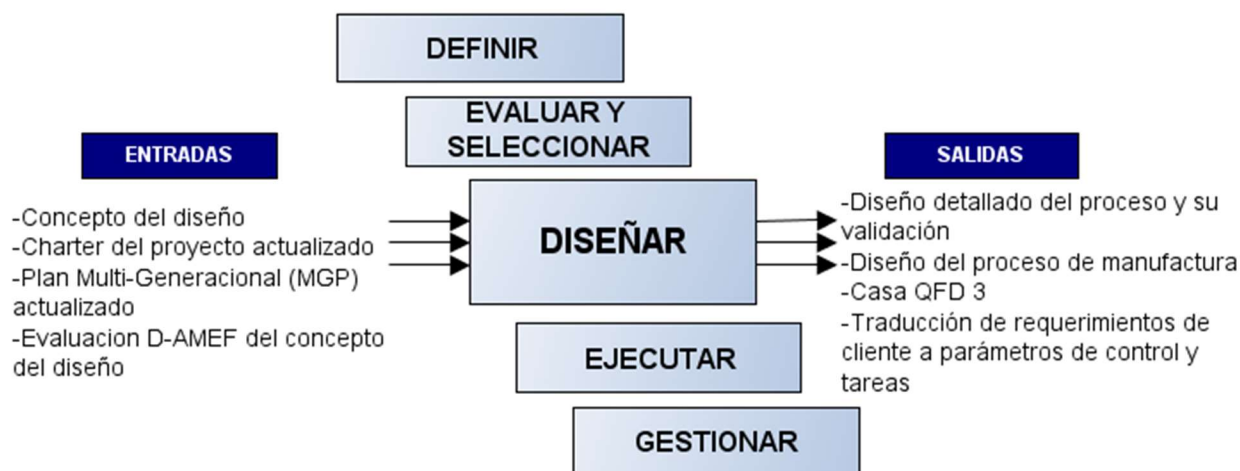 DEFINIR
EVALUAR Y
SELECCIONAR
ENTRADAS
-Concepto del diseño
-Charter del proyecto actualizado
-Plan Multi-Generacional (MGP)
actualizado
-Evaluacion D-AMEF del concepto
del diseño
DISEÑAR
SALIDAS
-Diseño detallado del proceso y su
validación
-Diseño del proceso de manufactura
-Casa QFD 3
-Traducción de requerimientos de
cliente a parámetros de control y
tareas
EJECUTAR
GESTIONAR